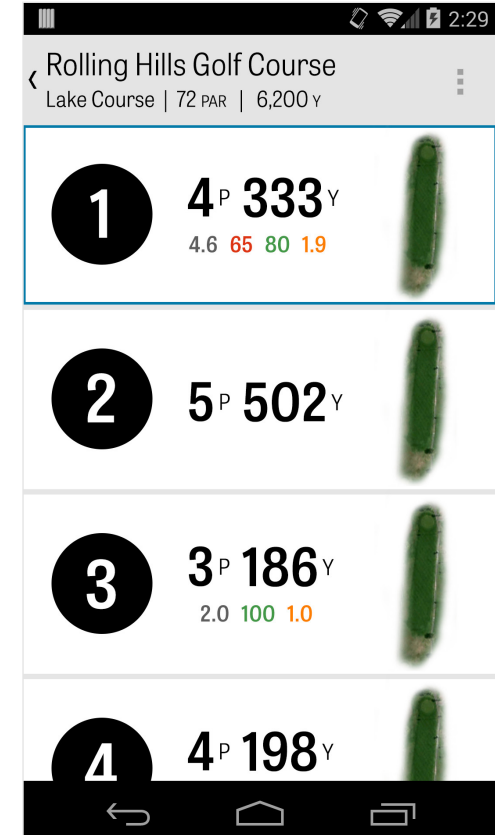 2:29
Rolling Hills Golf Course
Lake Course | 72 PAR | 6,200 Y
1
4 P 333 Y
4.6 65 80 1.9
2
5 P 502 Y
3
3 P 186 Y
2.0 100 1.0
4
4 P 198 Y